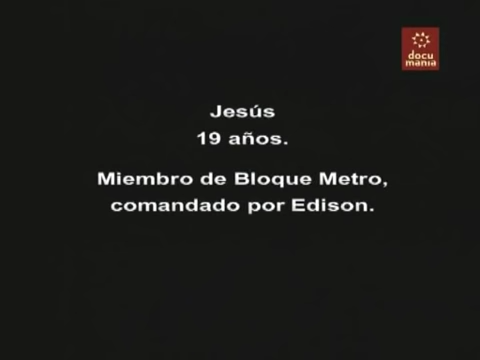 docu
mania
Jesús
19 años.
Miembro de Bloque Metro,
comandado por Edison.